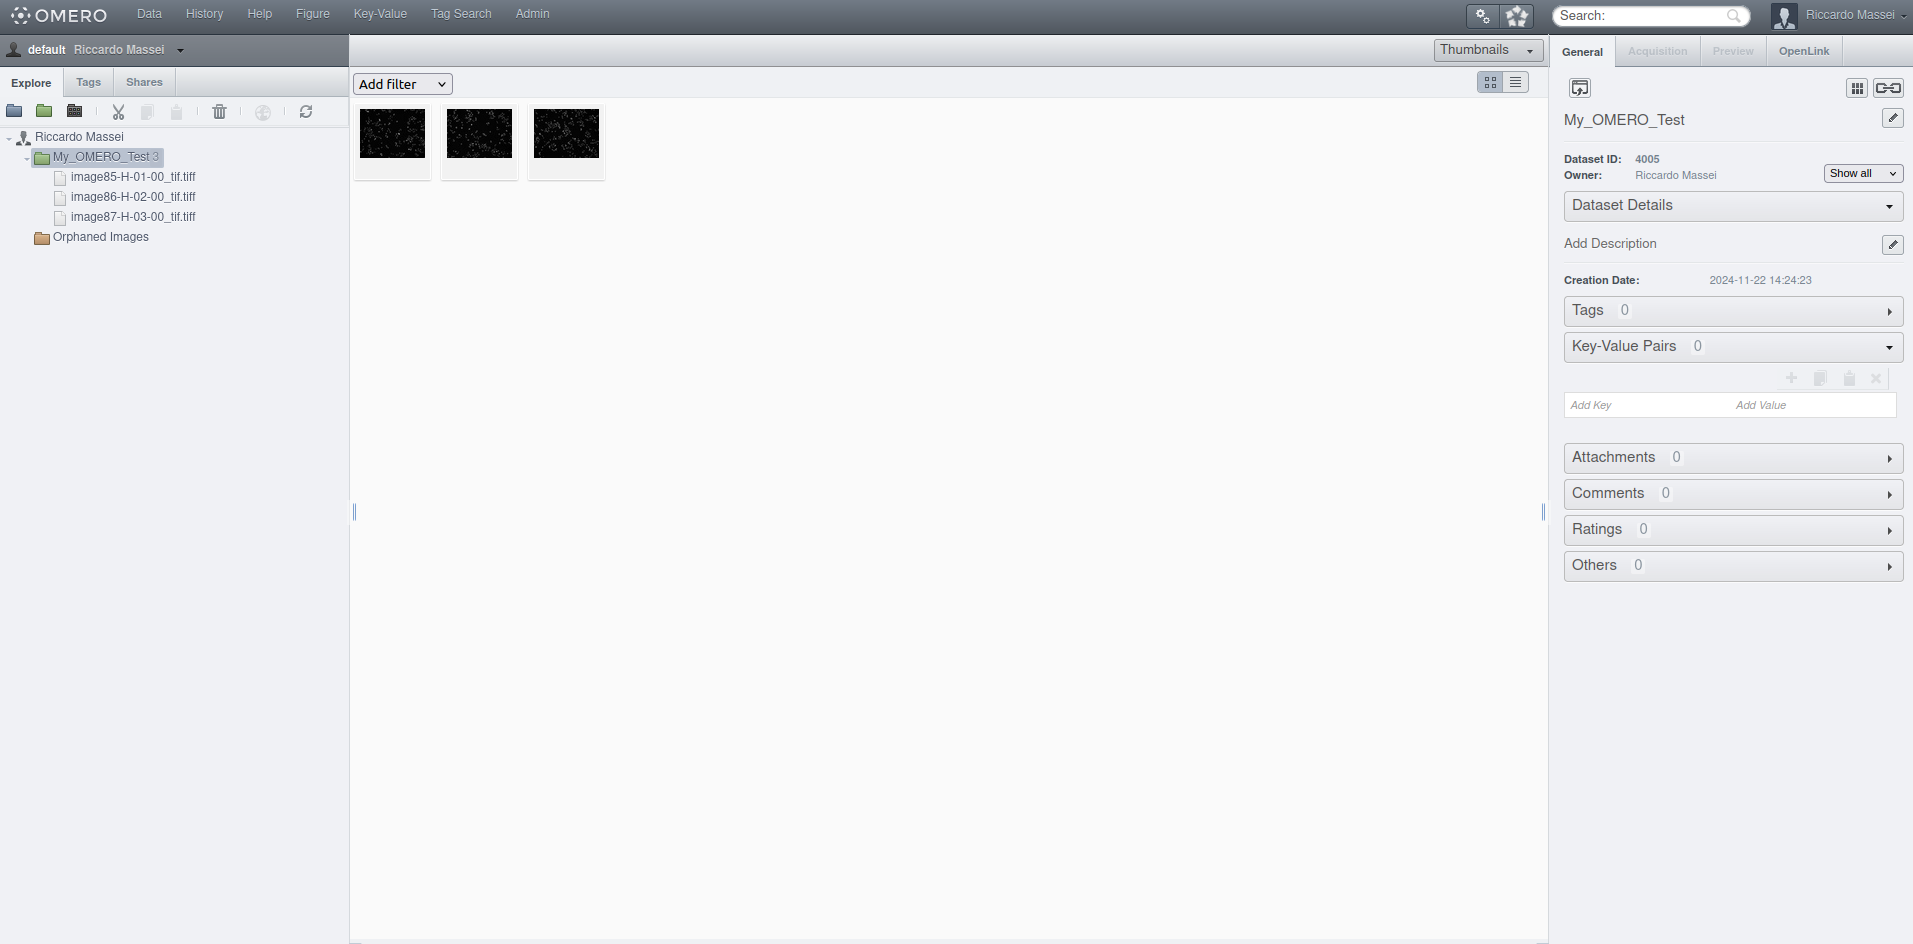 OMERO Data History Help Figure Key-Value Tag Search Admin Search: Riccardo Massei
default Riccardo Massei
Thumbnails
General Acquisition Preview OpenLink
Explore Tags Shares
Add filter
Riccardo Massei
My_OMERO_Test 3
image85-H-01-00_tif.tiff
image86-H-02-00_tif.tiff
image87-H-03-00_tif.tiff
Orphaned Images
My_OMERO_Test
Dataset ID: 4005
Owner: Riccardo Massei
Show all
Dataset Details
Add Description
Creation Date: 2024-11-22 14:24:23
Tags 0
Key-Value Pairs 0
Add Key Add Value
Attachments 0
Comments 0
Ratings 0
Others 0